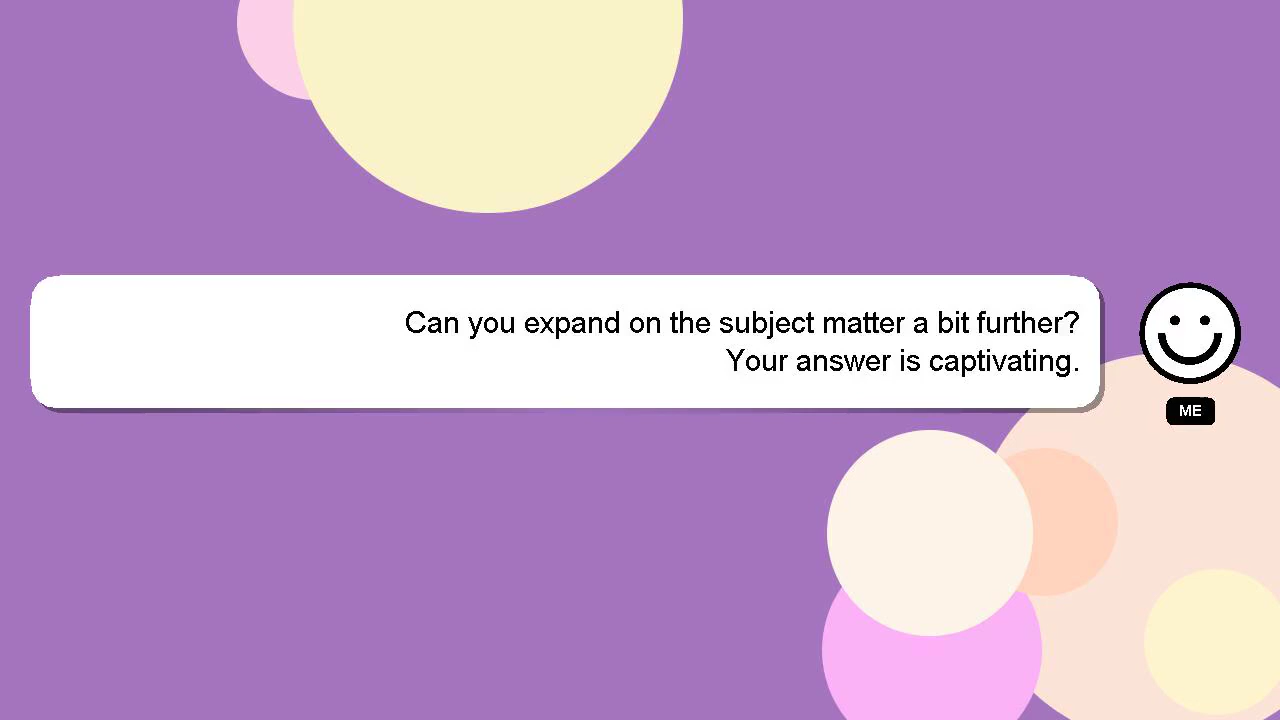 Can you expand on the subject matter a bit further?
Your answer is captivating.
ME